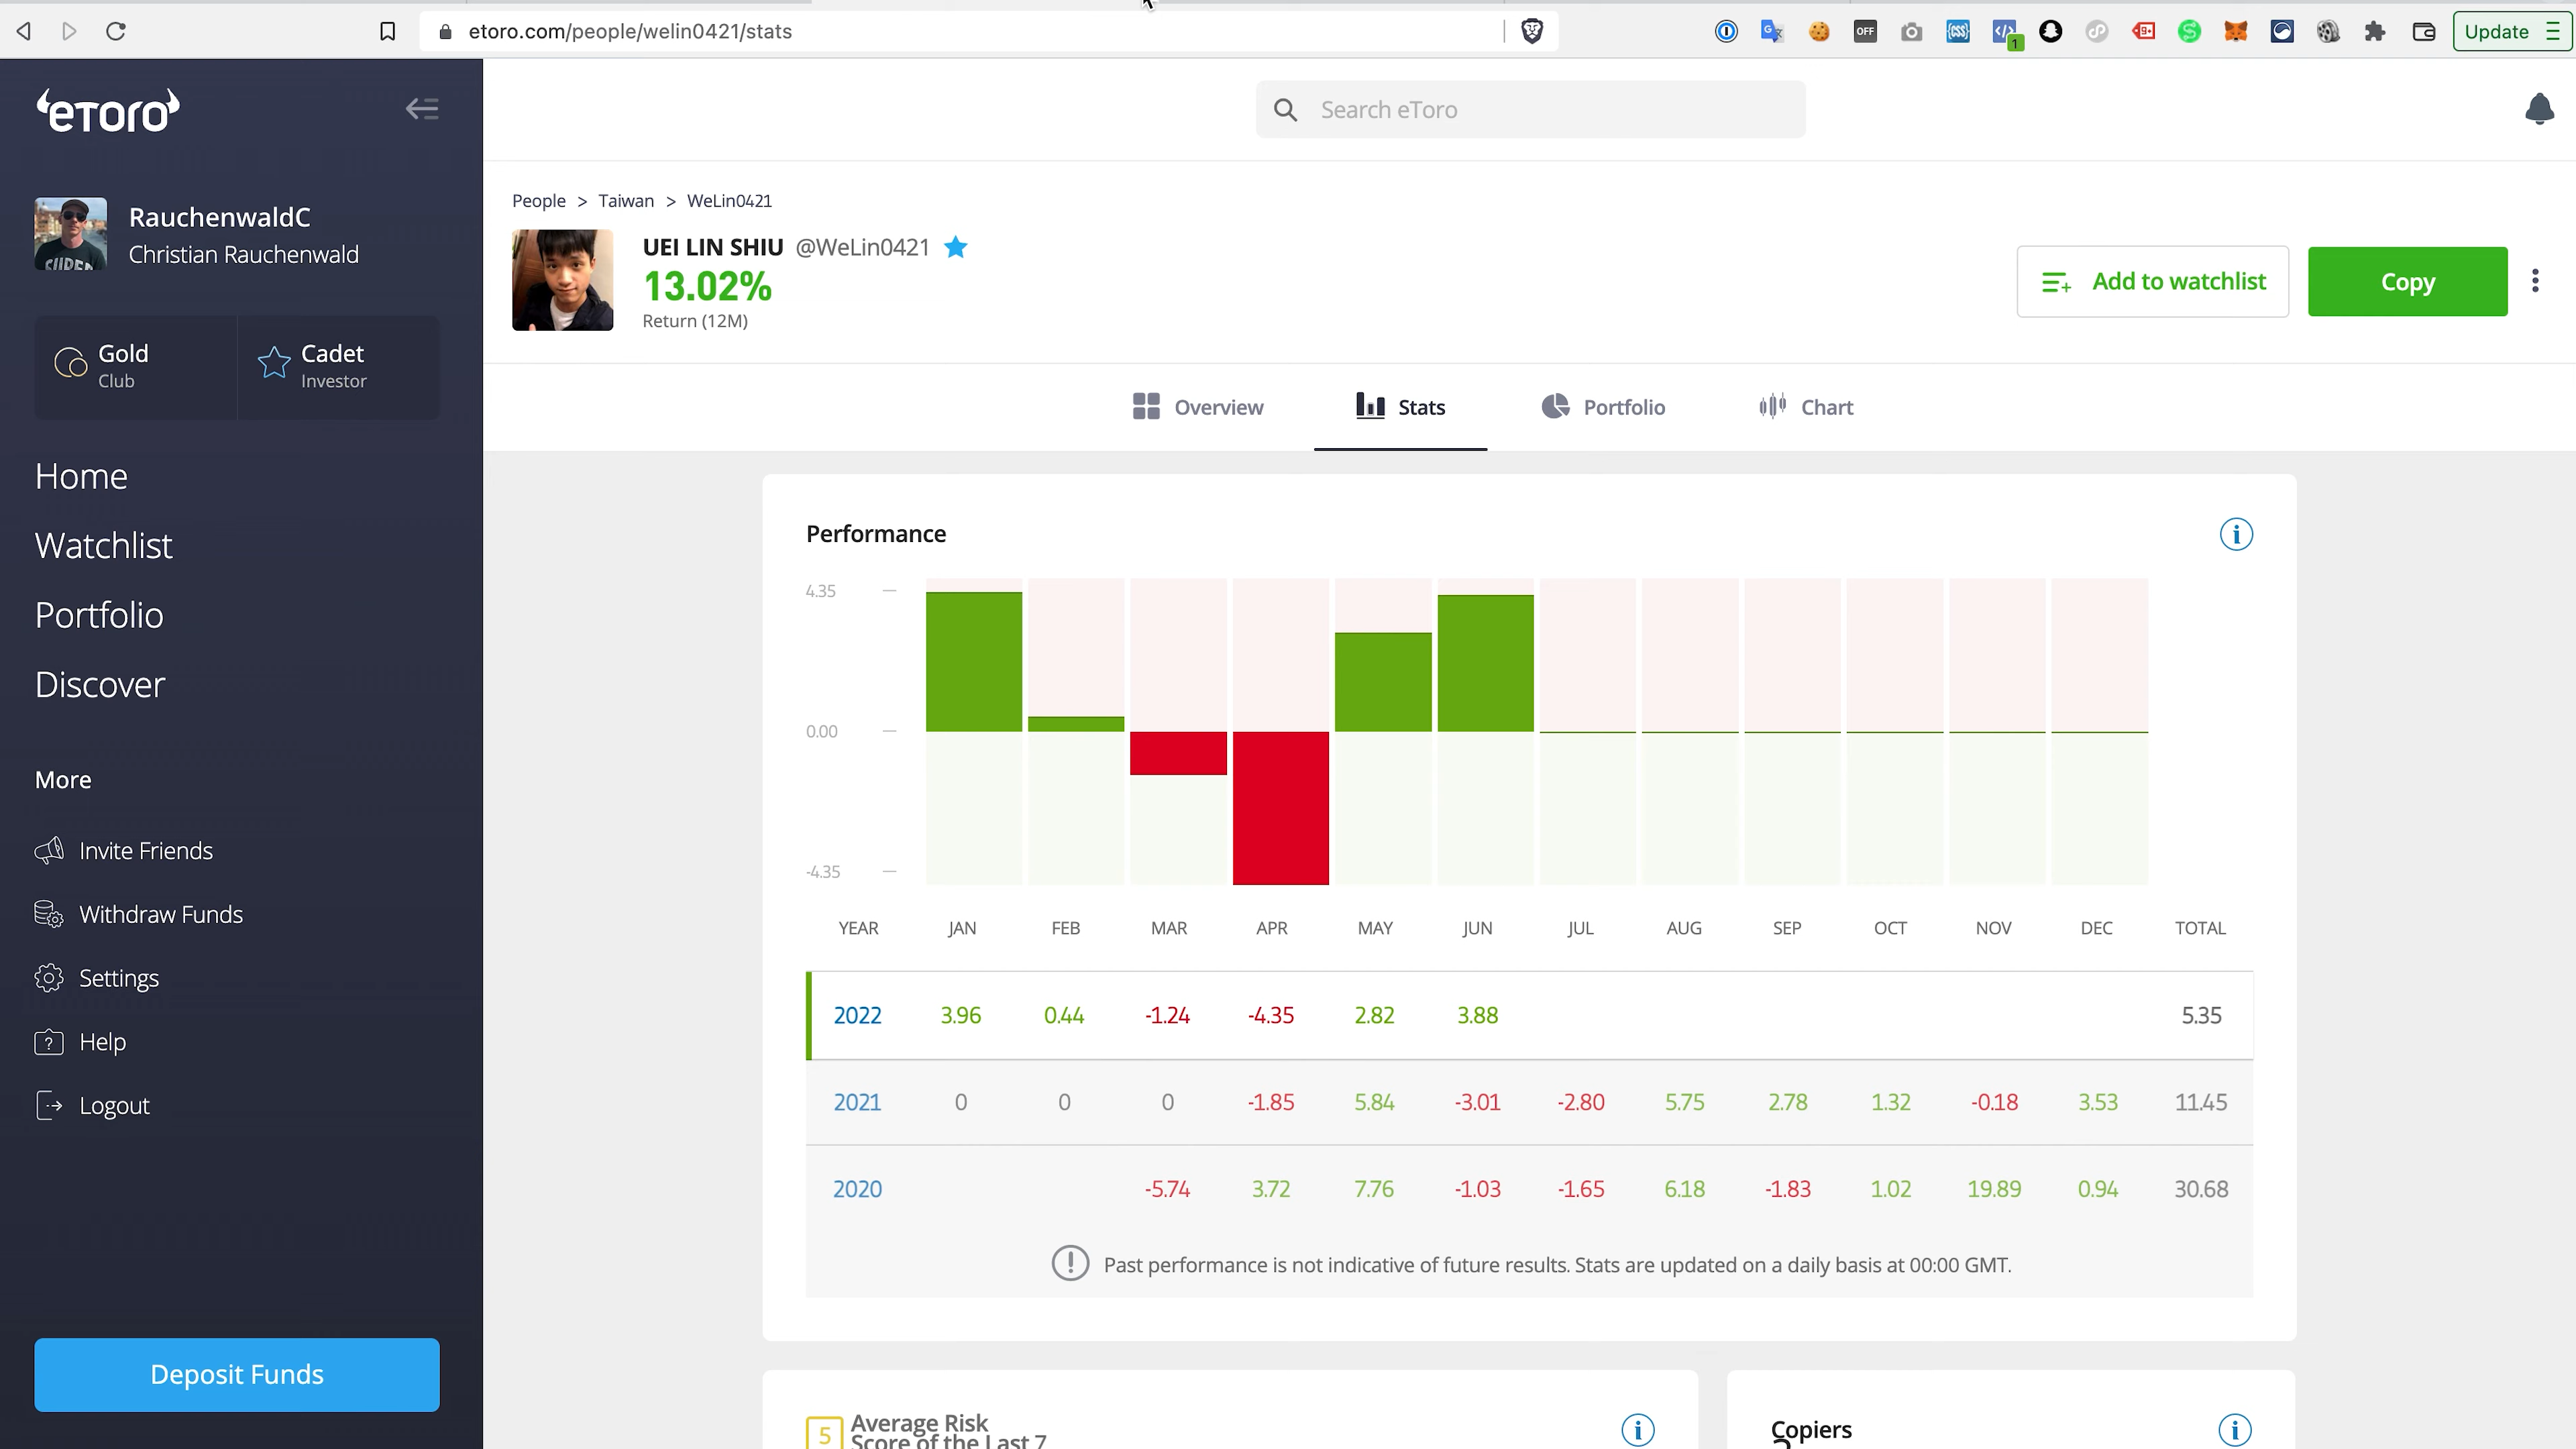 etoro.com/people/welin0421/stats
OFF
1
Update
eToro
Search eToro
RauchenwaldC
Christian Rauchenwald
Gold
Club
Cadet
Investor
Home
Watchlist
Portfolio
Discover
More
Invite Friends
Withdraw Funds
Settings
Help
Logout
Deposit Funds
People > Taiwan > WeLin0421
UEI LIN SHIU @WeLin0421
13.02%
Return (12M)
Add to watchlist
Copy
Overview Stats Portfolio Chart
Performance
4.35
0.00
-4.35
YEAR JAN FEB MAR APR MAY JUN JUL AUG SEP OCT NOV DEC TOTAL
2022 3.96 0.44 -1.24 -4.35 2.82 3.88 5.35
2021 0 0 0 -1.85 5.84 -3.01 -2.80 5.75 2.78 1.32 -0.18 3.53 11.45
2020 -5.74 3.72 7.76 -1.03 -1.65 6.18 -1.83 1.02 19.89 0.94 30.68
Past performance is not indicative of future results. Stats are updated on a daily basis at 00:00 GMT.
5 Average Risk
Score of the Last 7
Copiers